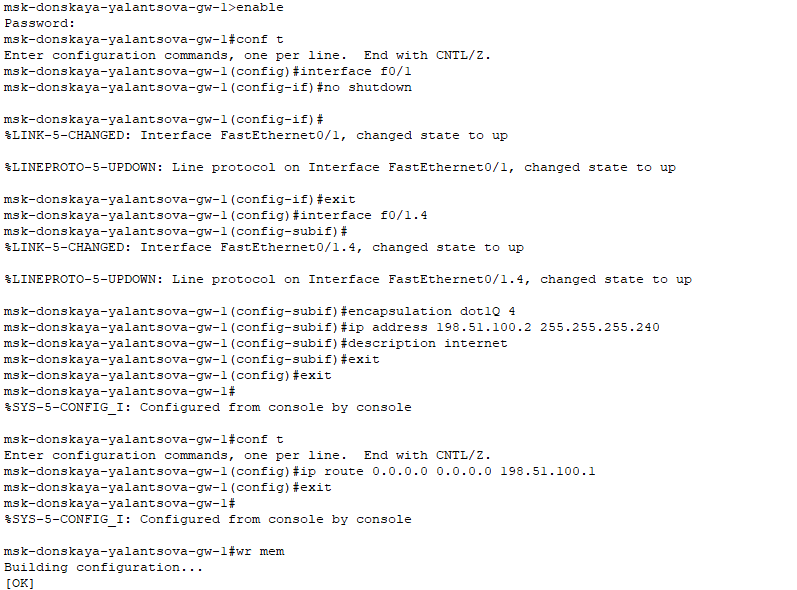 msk-donskaya-yalantsova-gw-1>enable
Password:
msk-donskaya-yalantsova-gw-1#conf t
Enter configuration commands, one per line.  End with CNTL/Z.
msk-donskaya-yalantsova-gw-1(config)#interface f0/1
msk-donskaya-yalantsova-gw-1(config-if)#no shutdown

msk-donskaya-yalantsova-gw-1(config-if)#
%LINK-5-CHANGED: Interface FastEthernet0/1, changed state to up

%LINEPROTO-5-UPDOWN: Line protocol on Interface FastEthernet0/1, changed state to up

msk-donskaya-yalantsova-gw-1(config-if)#exit
msk-donskaya-yalantsova-gw-1(config)#interface f0/1.4
msk-donskaya-yalantsova-gw-1(config-subif)#
%LINK-5-CHANGED: Interface FastEthernet0/1.4, changed state to up

%LINEPROTO-5-UPDOWN: Line protocol on Interface FastEthernet0/1.4, changed state to up

msk-donskaya-yalantsova-gw-1(config-subif)#encapsulation dot1Q 4
msk-donskaya-yalantsova-gw-1(config-subif)#ip address 198.51.100.2 255.255.255.240
msk-donskaya-yalantsova-gw-1(config-subif)#description internet
msk-donskaya-yalantsova-gw-1(config-subif)#exit
msk-donskaya-yalantsova-gw-1(config)#exit
msk-donskaya-yalantsova-gw-1#
%SYS-5-CONFIG_I: Configured from console by console

msk-donskaya-yalantsova-gw-1#conf t
Enter configuration commands, one per line.  End with CNTL/Z.
msk-donskaya-yalantsova-gw-1(config)#ip route 0.0.0.0 0.0.0.0 198.51.100.1
msk-donskaya-yalantsova-gw-1(config)#exit
msk-donskaya-yalantsova-gw-1#
%SYS-5-CONFIG_I: Configured from console by console

msk-donskaya-yalantsova-gw-1#wr mem
Building configuration...
[OK]